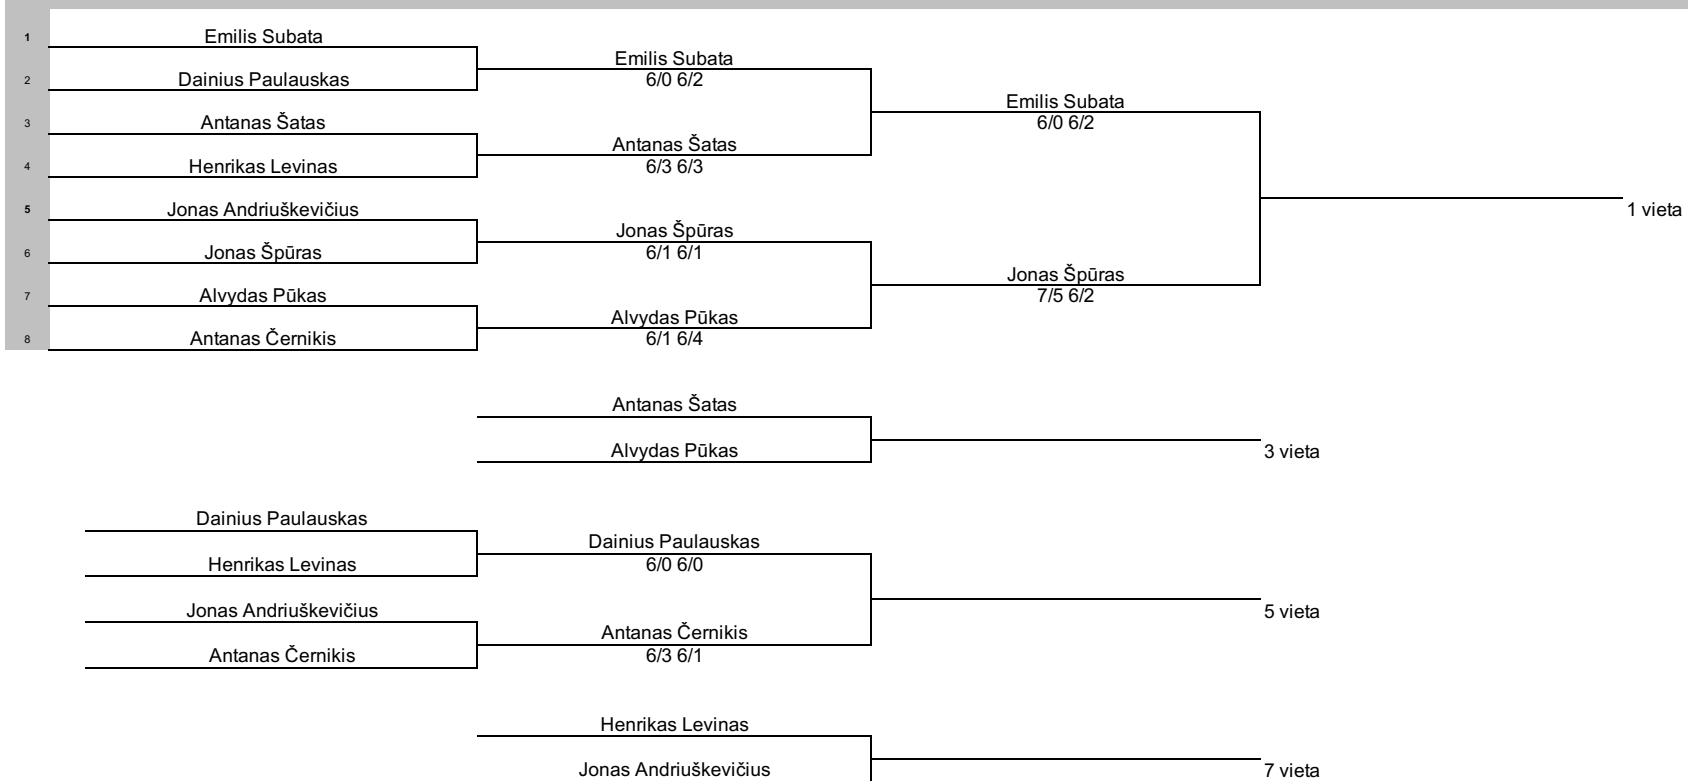 1 Emilis Subata
Emilis Subata
2 Dainius Paulauskas 6/0 6/2
Emilis Subata
3 Antanas Šatas 6/0 6/2
Antanas Šatas
4 Henrikas Levinas 6/3 6/3
5 Jonas Andriuškevičius 1 vieta
Jonas Špūras
6 Jonas Špūras 6/1 6/1
Jonas Špūras
7 Alvydas Pūkas 7/5 6/2
Alvydas Pūkas
8 Antanas Černikis 6/1 6/4
Antanas Šatas
Alvydas Pūkas 3 vieta
Dainius Paulauskas
Dainius Paulauskas
Henrikas Levinas 6/0 6/0
Jonas Andriuškevičius 5 vieta
Antanas Černikis
Antanas Černikis 6/3 6/1
Henrikas Levinas
Jonas Andriuškevičius 7 vieta